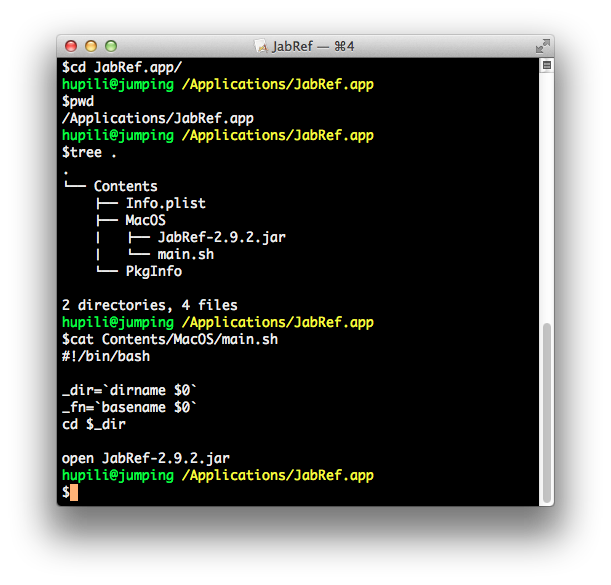 JabRef — ⌘4
$cd JabRef.app/
hupili@jumping /Applications/JabRef.app
$pwd
/Applications/JabRef.app
hupili@jumping /Applications/JabRef.app
$tree .
.
└── Contents
    ├── Info.plist
    ├── MacOS
    │   ├── JabRef-2.9.2.jar
    │   └── main.sh
    └── PkgInfo

2 directories, 4 files
hupili@jumping /Applications/JabRef.app
$cat Contents/MacOS/main.sh
#!/bin/bash

_dir=`dirname $0`
_fn=`basename $0`
cd $_dir

open JabRef-2.9.2.jar
hupili@jumping /Applications/JabRef.app
$